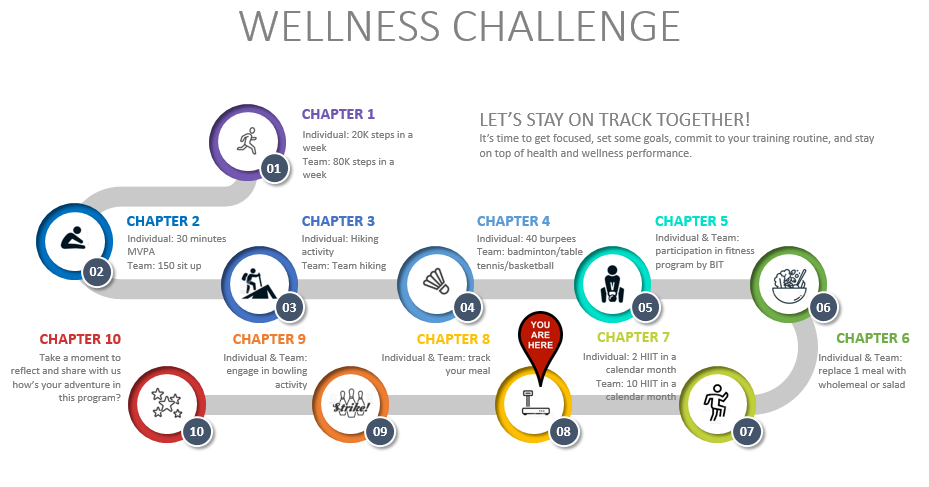 WELLNESS CHALLENGE
CHAPTER 1
Individual: 20K steps in a
week
Team: 80K steps in a
week
01
LET'S STAY ON TRACK TOGETHER!
It's time to get focused, set some goals, commit to your training routine, and stay
on top of health and wellness performance.
CHAPTER 2
Individual: 30 minutes
MVPA
Team: 150 sit up
02
CHAPTER 3
Individual: Hiking
activity
Team: Team hiking
03
CHAPTER 4
Individual: 40 burpees
Team: badminton/table
tennis/basketball
04
CHAPTER 5
Individual & Team:
participation in fitness
program by BIT
05
06
CHAPTER 6
Individual & Team:
replace 1 meal with
wholemeal or salad
CHAPTER 7
Individual: 2 HIIT in a
calendar month
Team: 10 HIIT in a
calendar month
07
YOU
ARE
HERE
CHAPTER 8
Individual & Team: track
your meal
08
CHAPTER 9
Individual & Team:
engage in bowling
activity
Strike!
09
CHAPTER 10
Take a moment to
reflect and share with us
how's your adventure in
this program?
10